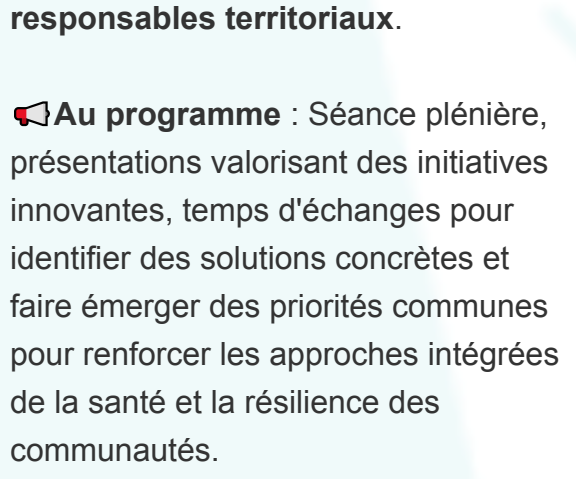 responsables territoriaux.
📢Au programme : Séance plénière,
présentations valorisant des initiatives
innovantes, temps d'échanges pour
identifier des solutions concrètes et
faire émerger des priorités communes
pour renforcer les approches intégrées
de la santé et la résilience des
communautés.